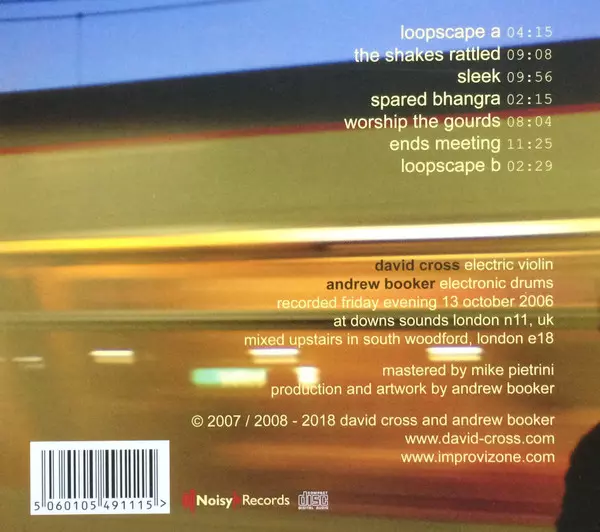 loopscape a 04:15
the shakes rattled 09:08
sleek 09:56
spared bhangra 02:15
worship the gourds 08:04
ends meeting 11:25
loopscape b 02:29
david cross electric violin
andrew booker electronic drums
recorded friday evening 13 october 2006
at downs sounds london n11, uk
mixed upstairs in south woodford, london e18
mastered by mike pietrini
production and artwork by andrew booker
© 2007 / 2008 - 2018 david cross and andrew booker
www.david-cross.com
www.improvizone.com
5 060105 491115 >
Noisy Records
COMPACT
disc
DIGITAL AUDIO